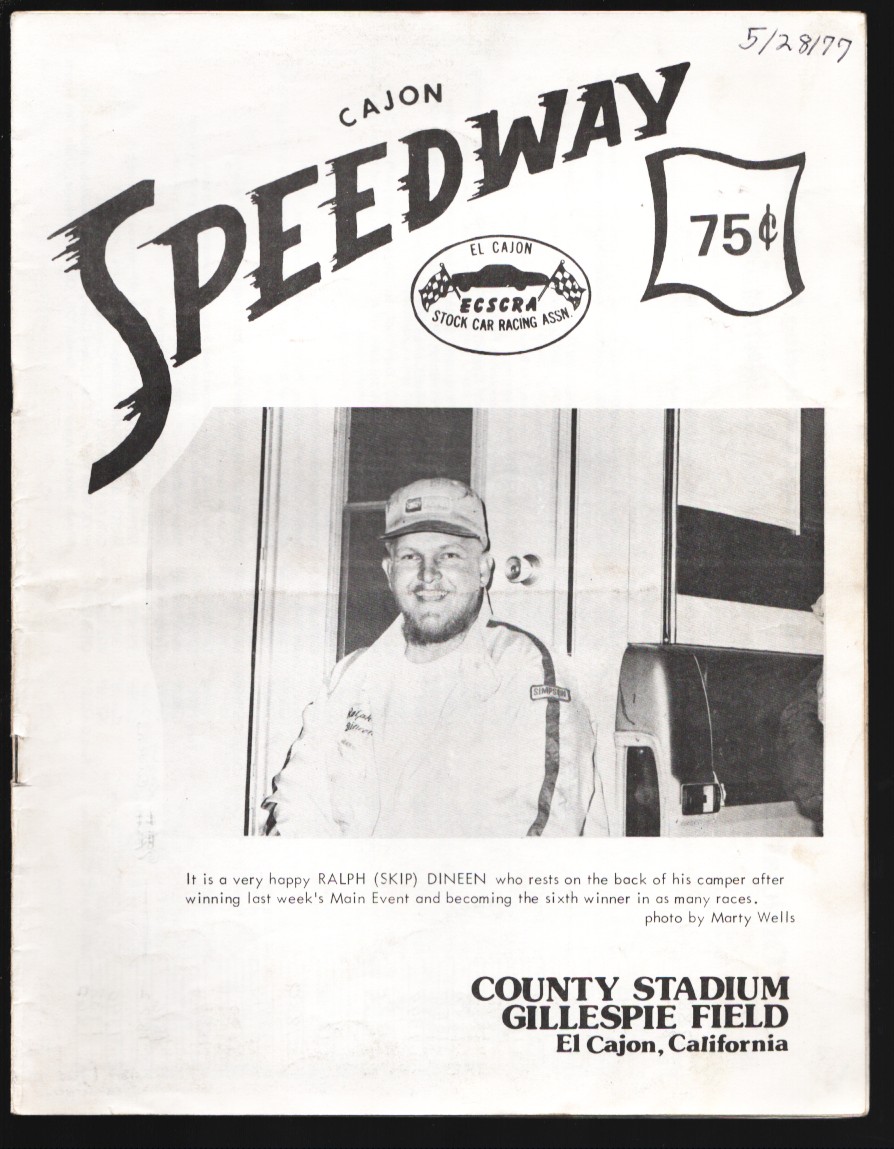 5/28/77
CAJON
SPEEDWAY
75¢
EL CAJON
ECSCRA
STOCK CAR RACING ASSN.
SIMPSON
Ralph
It is a very happy RALPH (SKIP) DINEEN who rests on the back of his camper after
winning last week's Main Event and becoming the sixth winner in as many races.
photo by Marty Wells
COUNTY STADIUM
GILLESPIE FIELD
El Cajon, California